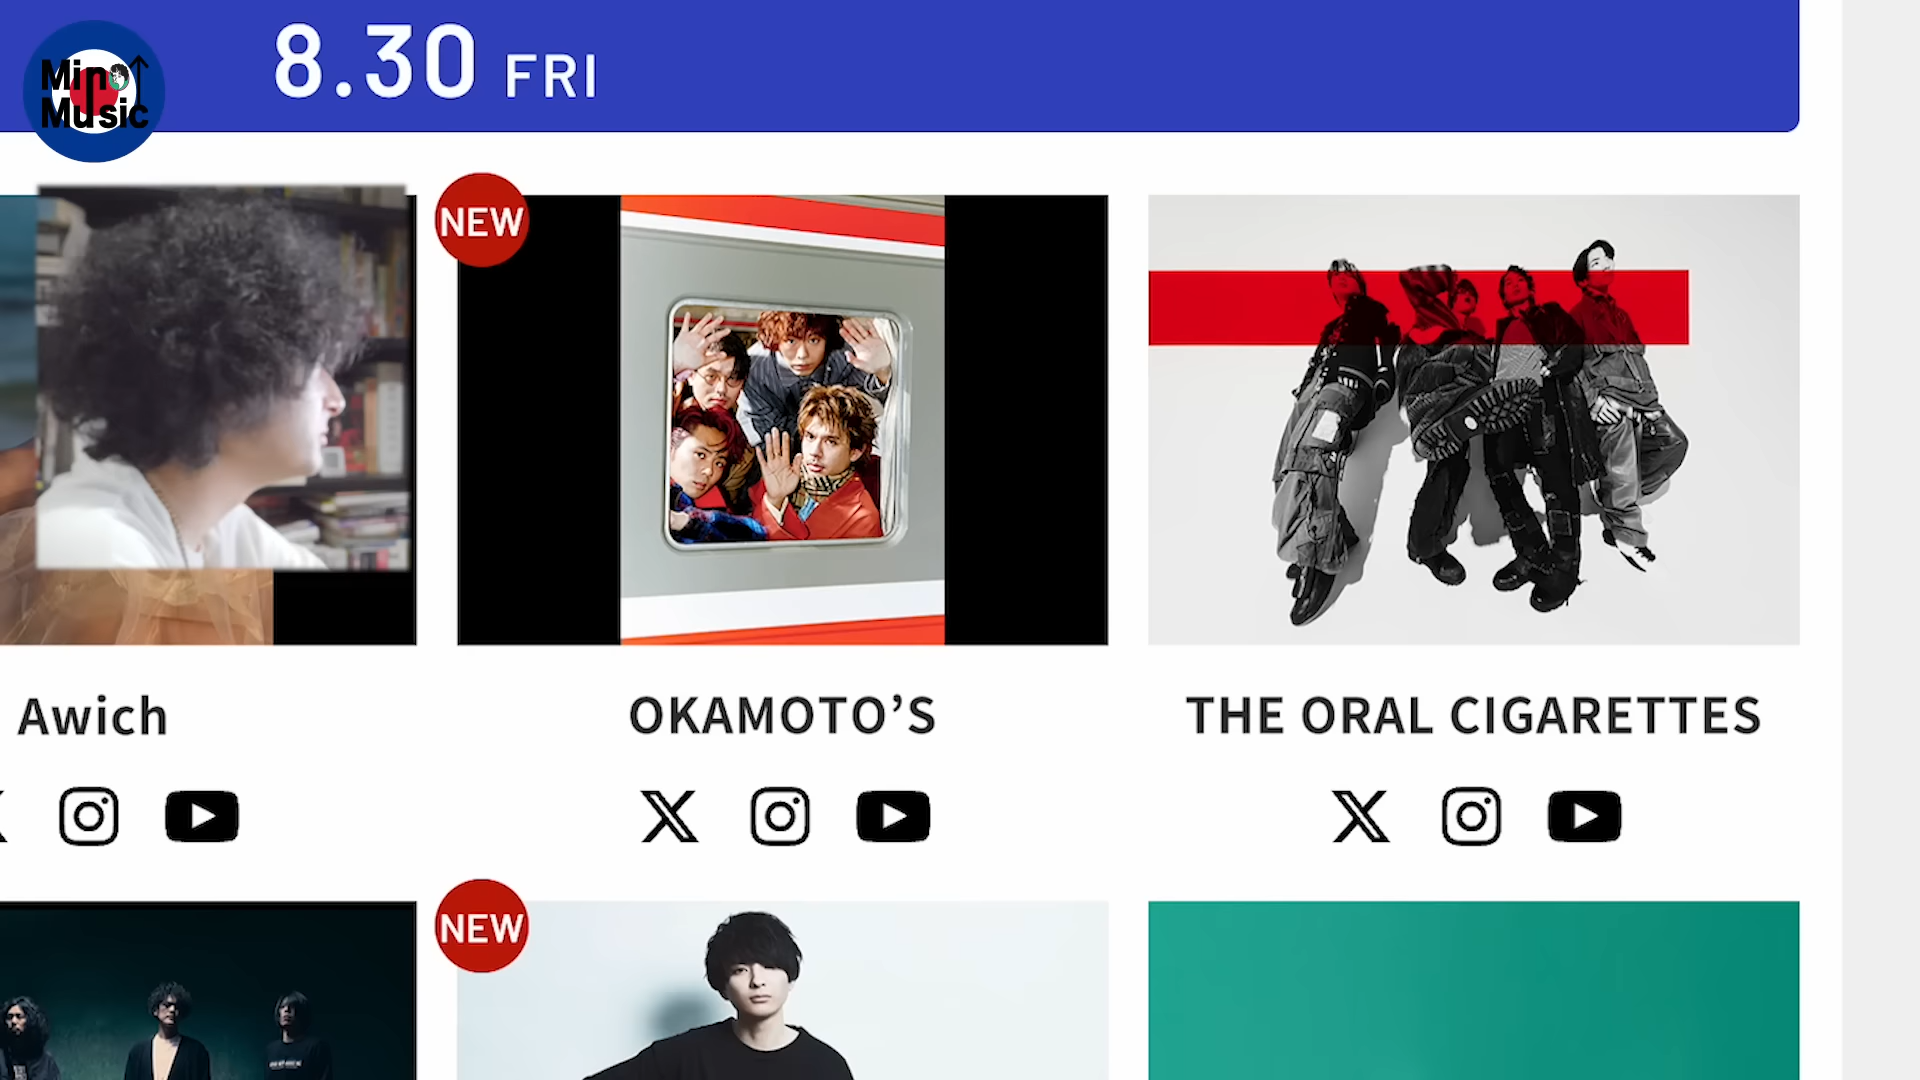 8.30 FRI
Mino
Music
NEW
Awich
OKAMOTO’S
THE ORAL CIGARETTES
NEW